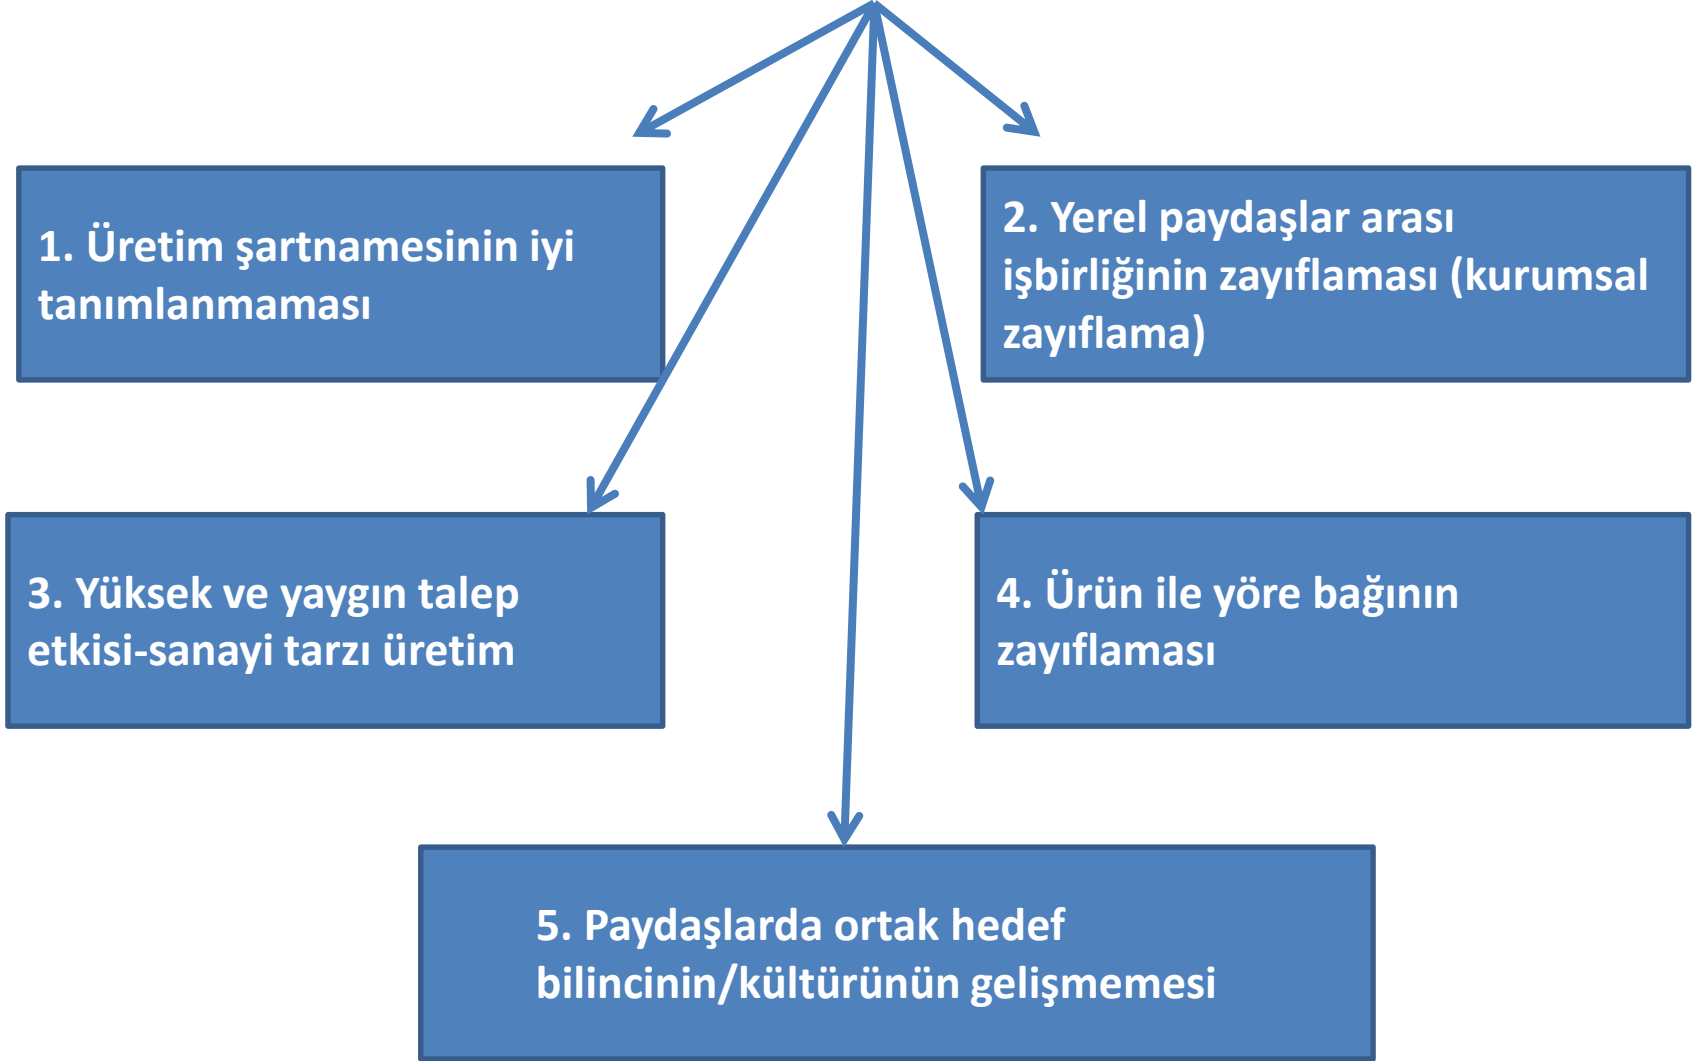 1. Üretim şartnamesinin iyi
tanımlanmaması
2. Yerel paydaşlar arası
işbirliğinin zayıflaması (kurumsal
zayıflama)
3. Yüksek ve yaygın talep
etkisi-sanayi tarzı üretim
4. Ürün ile yöre bağının
zayıflaması
5. Paydaşlarda ortak hedef
bilincinin/kültürünün gelişmemesi